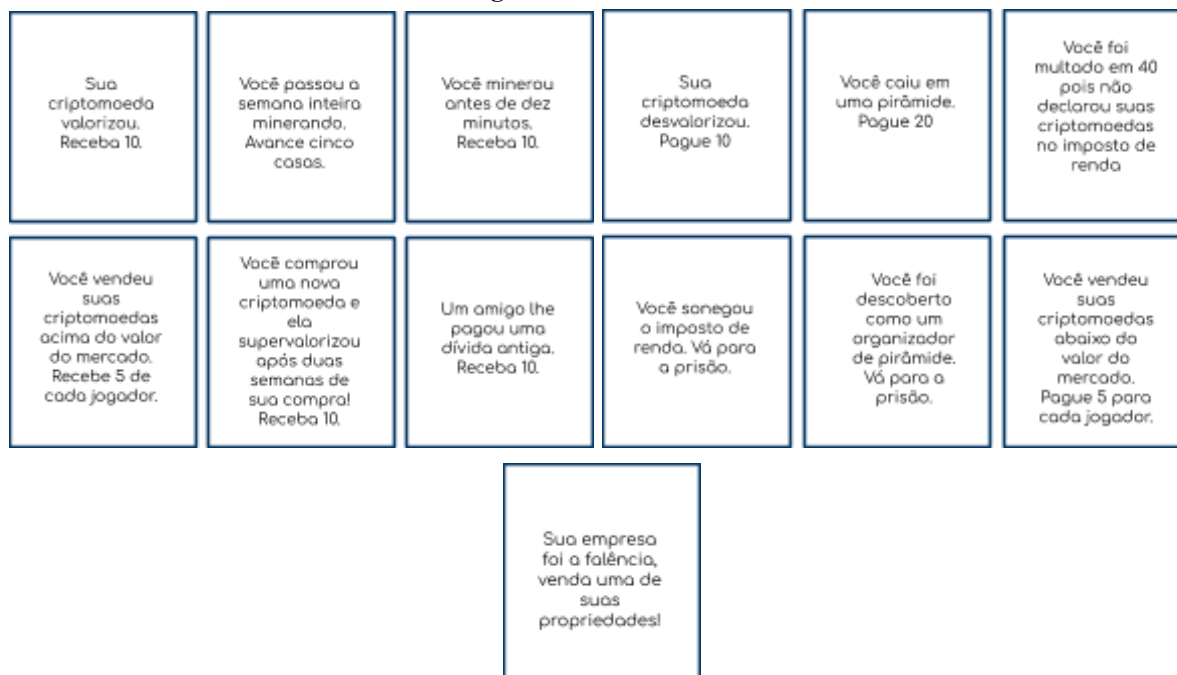 Sua
criptomoeda
valorizou.
Receba 10.
Você passou a
semana inteira
minerando.
Avance cinco
casas.
Você minerou
antes de dez
minutos.
Receba 10.
Sua
criptomoeda
desvalorizou.
Pague 10
Você caiu em
uma pirâmide.
Pague 20
Você foi
multado em 40
pois não
declarou suas
criptomoedas
no imposto de
renda
Você vendeu
suas
criptomoedas
acima do valor
do mercado.
Recebe 5 de
cada jogador.
Você comprou
uma nova
criptomoeda e
ela
supervalorizou
após duas
semanas de
sua compra!
Receba 10.
Um amigo lhe
pagou uma
dívida antiga.
Receba 10.
Você sonegou
o imposto de
renda. Vá para
a prisão.
Você foi
descoberto
como um
organizador
de pirâmide.
Vá para a
prisão.
Você vendeu
suas
criptomoedas
abaixo do
valor do
mercado.
Pague 5 para
cada jogador.
Sua empresa
foi a falência,
venda uma de
suas
propriedades!